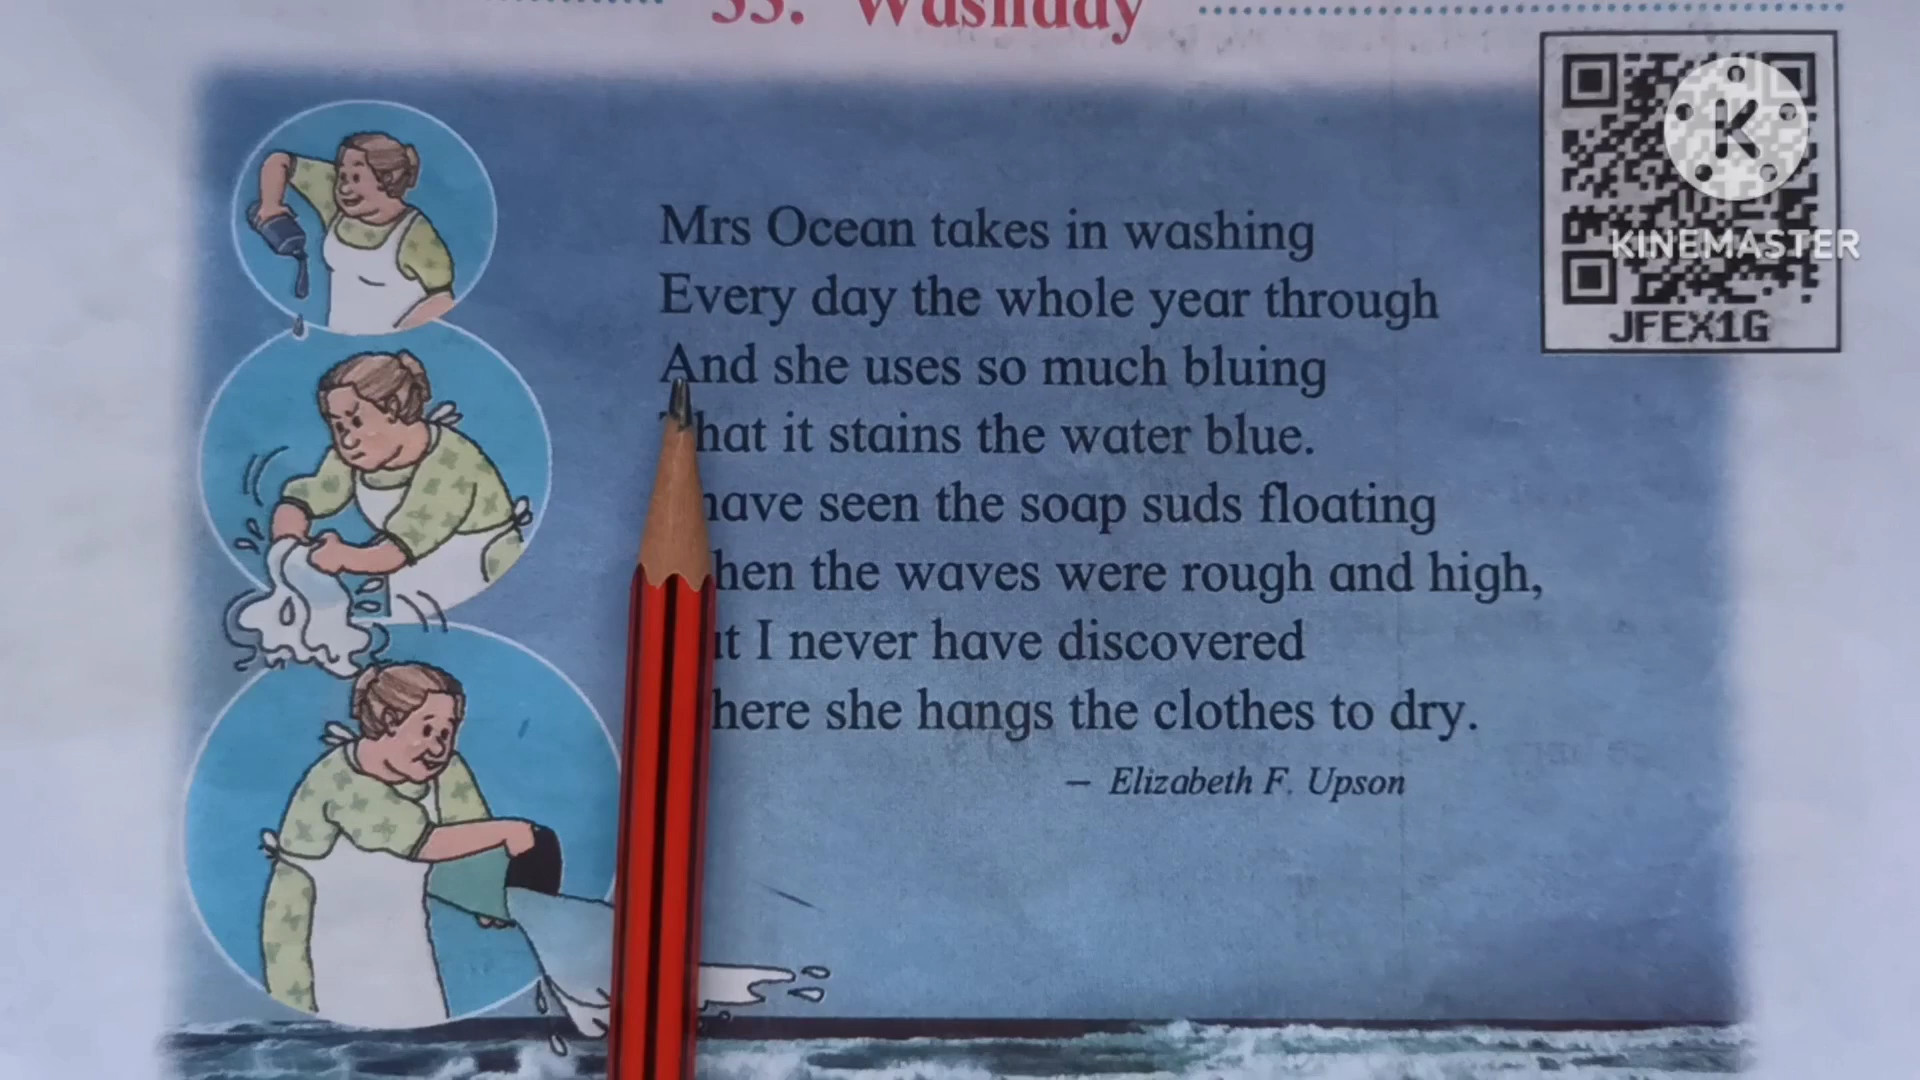 33. Washday
Mrs Ocean takes in washing
Every day the whole year through
And she uses so much bluing
hat it stains the water blue.
have seen the soap suds floating
hen the waves were rough and high,
t I never have discovered
here she hangs the clothes to dry.
– Elizabeth F. Upson
JFEX1G
KINEMASTER